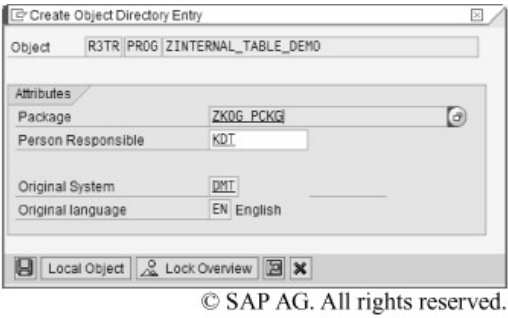 Create Object Directory Entry
Object R3TR PROG ZINTERNAL_TABLE_DEMO
Attributes
Package ZKOG_PCKG
Person Responsible KDT
Original System DMT
Original language EN English
Local Object Lock Overview
© SAP AG. All rights reserved.